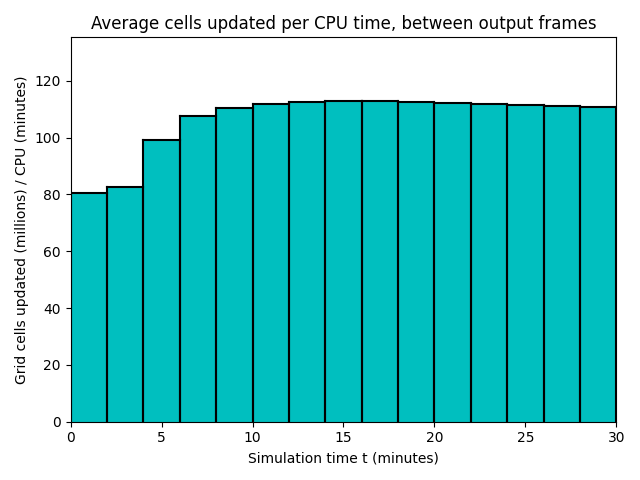 Average cells updated per CPU time, between output frames
Grid cells updated (millions) / CPU (minutes)
120
100
80
60
40
20
0
0 5 10 15 20 25 30
Simulation time t (minutes)